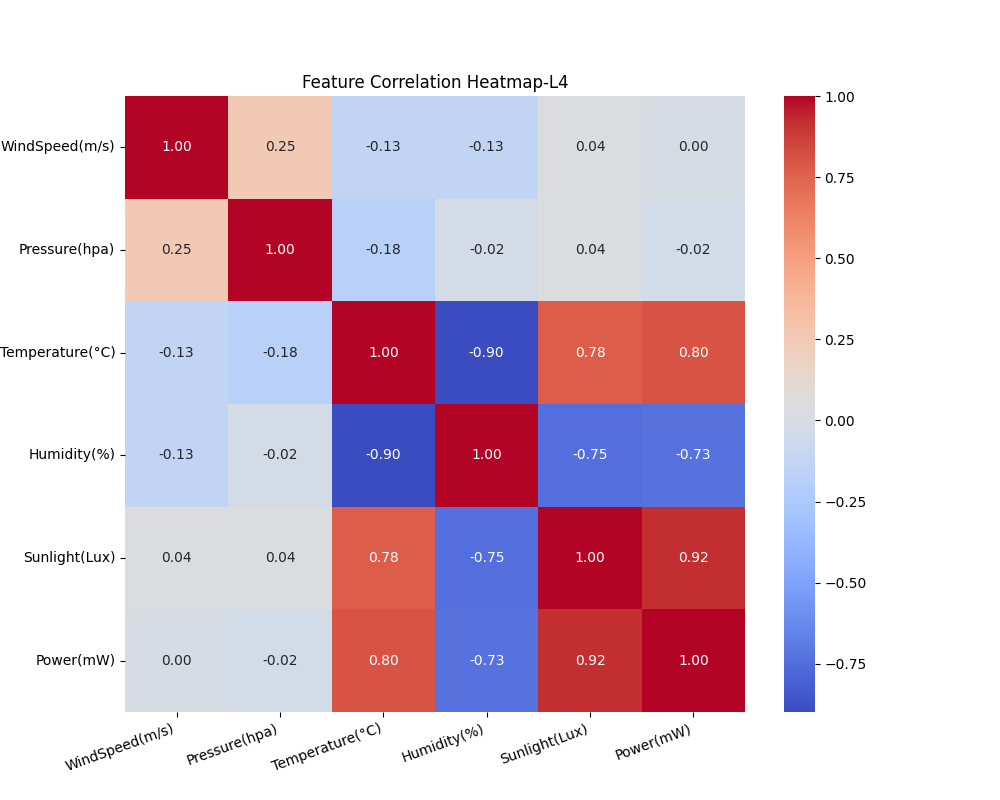 Feature Correlation Heatmap-L4
WindSpeed(m/s) 1.00 0.25 -0.13 -0.13 0.04 0.00
Pressure(hpa) 0.25 1.00 -0.18 -0.02 0.04 -0.02
Temperature(°C) -0.13 -0.18 1.00 -0.90 0.78 0.80
Humidity(%) -0.13 -0.02 -0.90 1.00 -0.75 -0.73
Sunlight(Lux) 0.04 0.04 0.78 -0.75 1.00 0.92
Power(mW) 0.00 -0.02 0.80 -0.73 0.92 1.00
WindSpeed(m/s) Pressure(hpa) Temperature(°C) Humidity(%) Sunlight(Lux) Power(mW)
1.00
0.75
0.50
0.25
0.00
−0.25
−0.50
−0.75